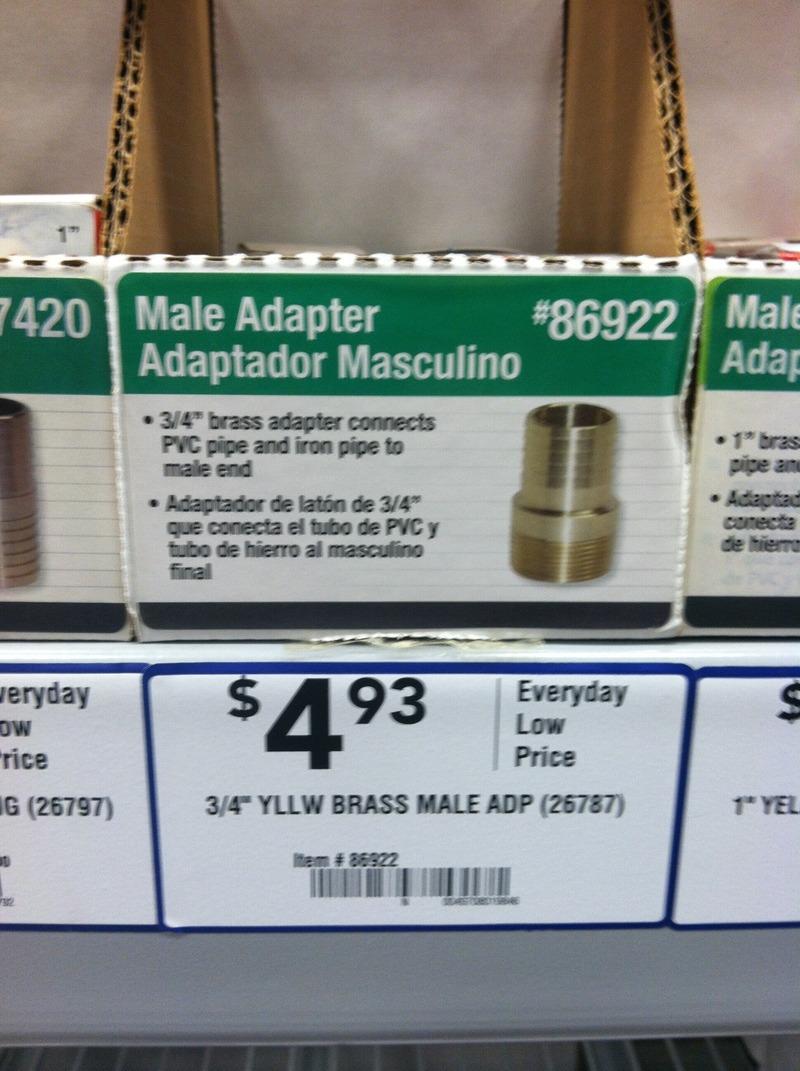 1"
7420
Male Adapter
#86922
Adaptador Masculino
• 3/4" brass adapter connects
PVC pipe and iron pipe to
male end
• Adaptador de latón de 3/4"
que conecta el tubo de PVC y
tubo de hierro al masculino
final
Male
Adap
• 1" bras
pipe an
• Adaptad
conecta
de hierro
veryday
ow
rice
G (26797)
$4 93
Everyday
Low
Price
3/4" YLLW BRASS MALE ADP (26787)
Item # 86922
$
1" YEL